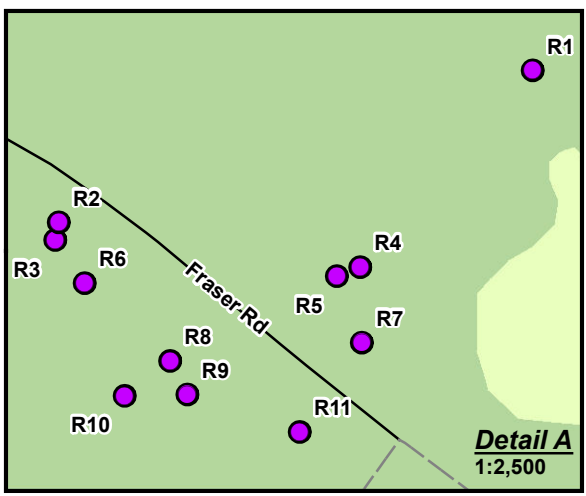 R1
R2
R3
R6
R4
R5
Fraser Rd
R7
R8
R9
R10
R11
Detail A
1:2,500